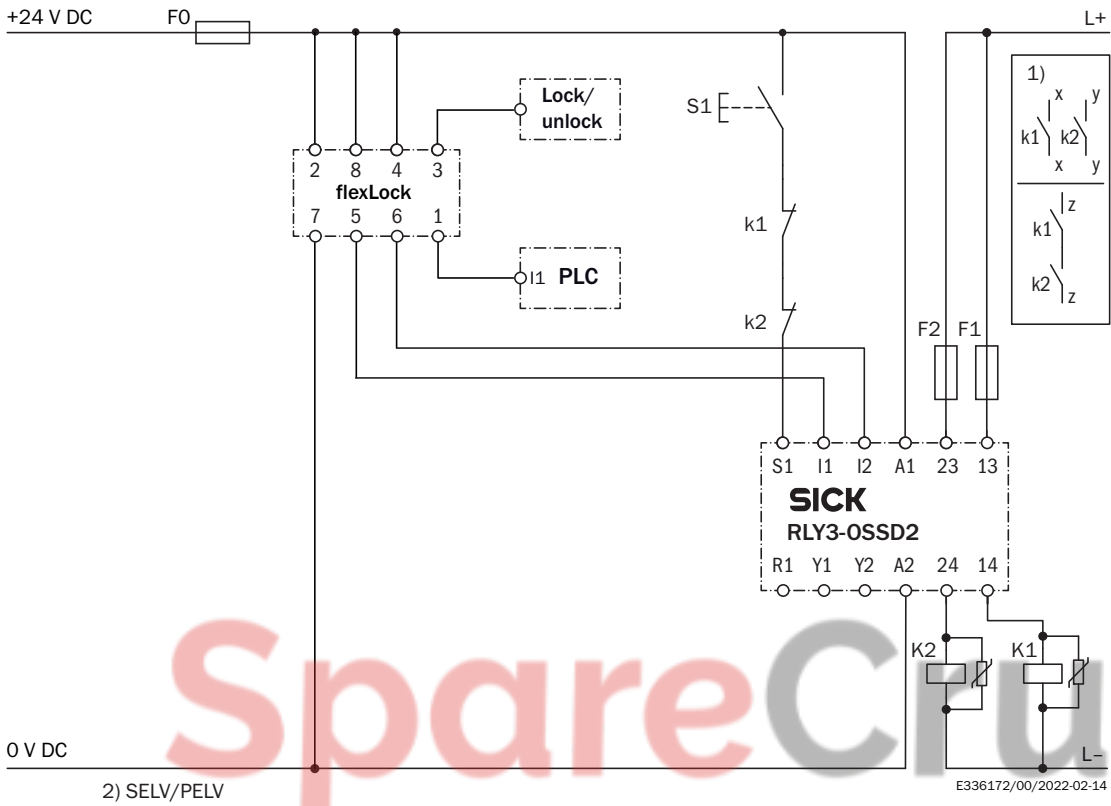 +24 V DC F0 L+
1)
x y
k1 k2
x y
z
k1
k2
z
Lock/
unlock
S1
2 8 4 3
flexLock
7 5 6 1
k1
I1 PLC
k2
F2 F1
S1 I1 I2 A1 23 13
SICK
RLY3-OSSD2
R1 Y1 Y2 A2 24 14
K2 K1
SpareCru
0 V DC L–
2) SELV/PELV
E336172/00/2022-02-14